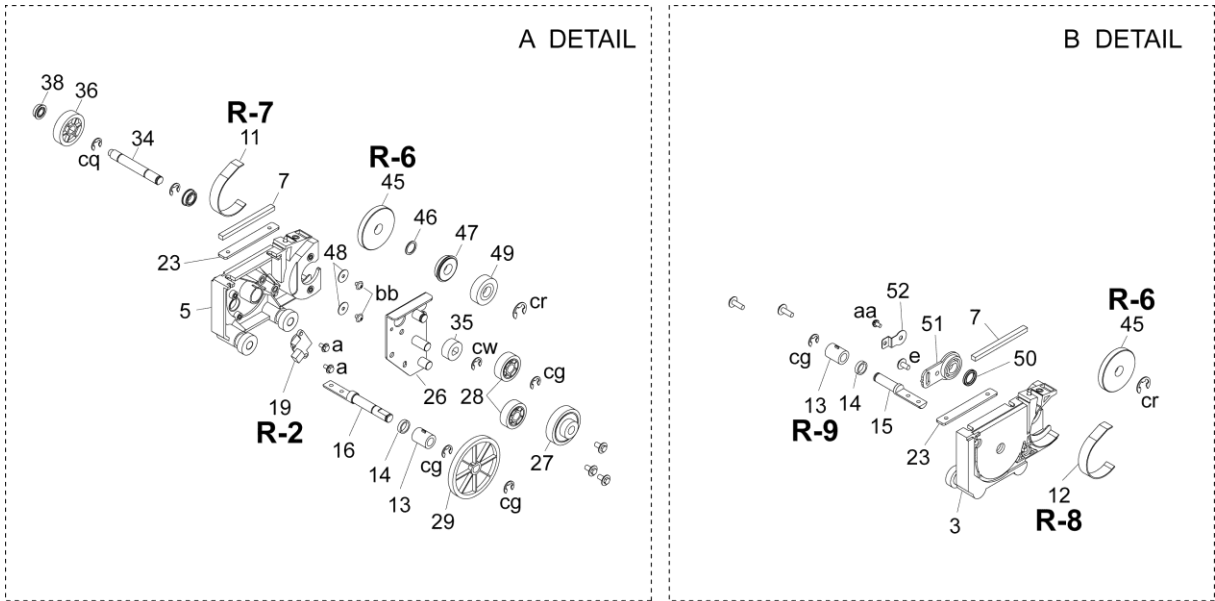 A DETAIL
38
36
R-7
11
34
cq
7
R-6
45
46
47
49
23
48
bb
cr
5
35
cw
a
a
cg
28
26
19
R-2
16
14
13
cg
29
cg
27
B DETAIL
52
aa
51
7
R-6
45
e
50
cg
13
14
15
R-9
cr
23
12
R-8
3